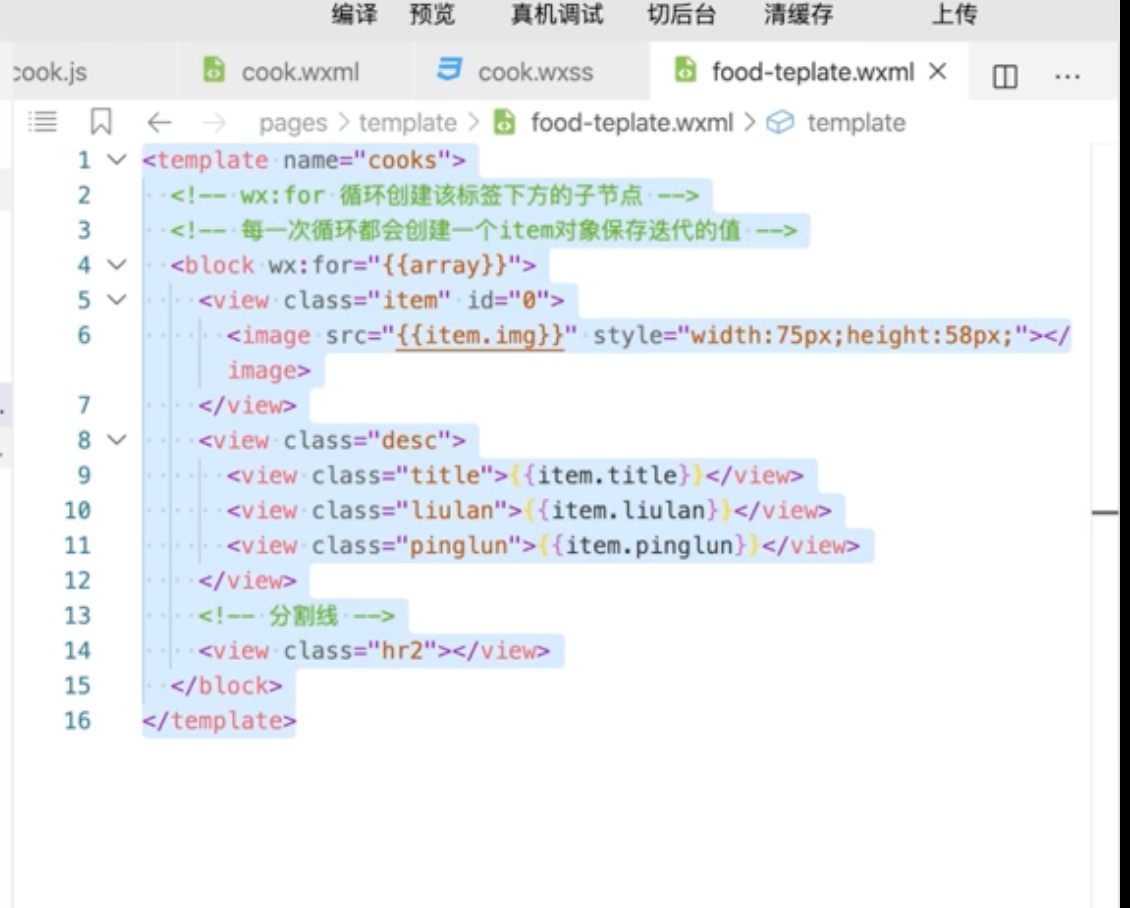 编译 预览 真机调试 切后台 清缓存 上传
cook.js cook.wxml cook.wxss food-teplate.wxml
pages > template > food-teplate.wxml > template
1 <template name="cooks">
2 <!-- wx:for 循环创建该标签下方的子节点 -->
3 <!-- 每一次循环都会创建一个item对象保存迭代的值 -->
4 <block wx:for="{{array}}">
5 <view class="item" id="0">
6 <image src="{{item.img}}" style="width:75px;height:58px;"></
image>
7 </view>
8 <view class="desc">
9 <view class="title">{{item.title}}</view>
10 <view class="liulan">{{item.liulan}}</view>
11 <view class="pinglun">{{item.pinglun}}</view>
12 </view>
13 <!-- 分割线 -->
14 <view class="hr2"></view>
15 </block>
16 </template>